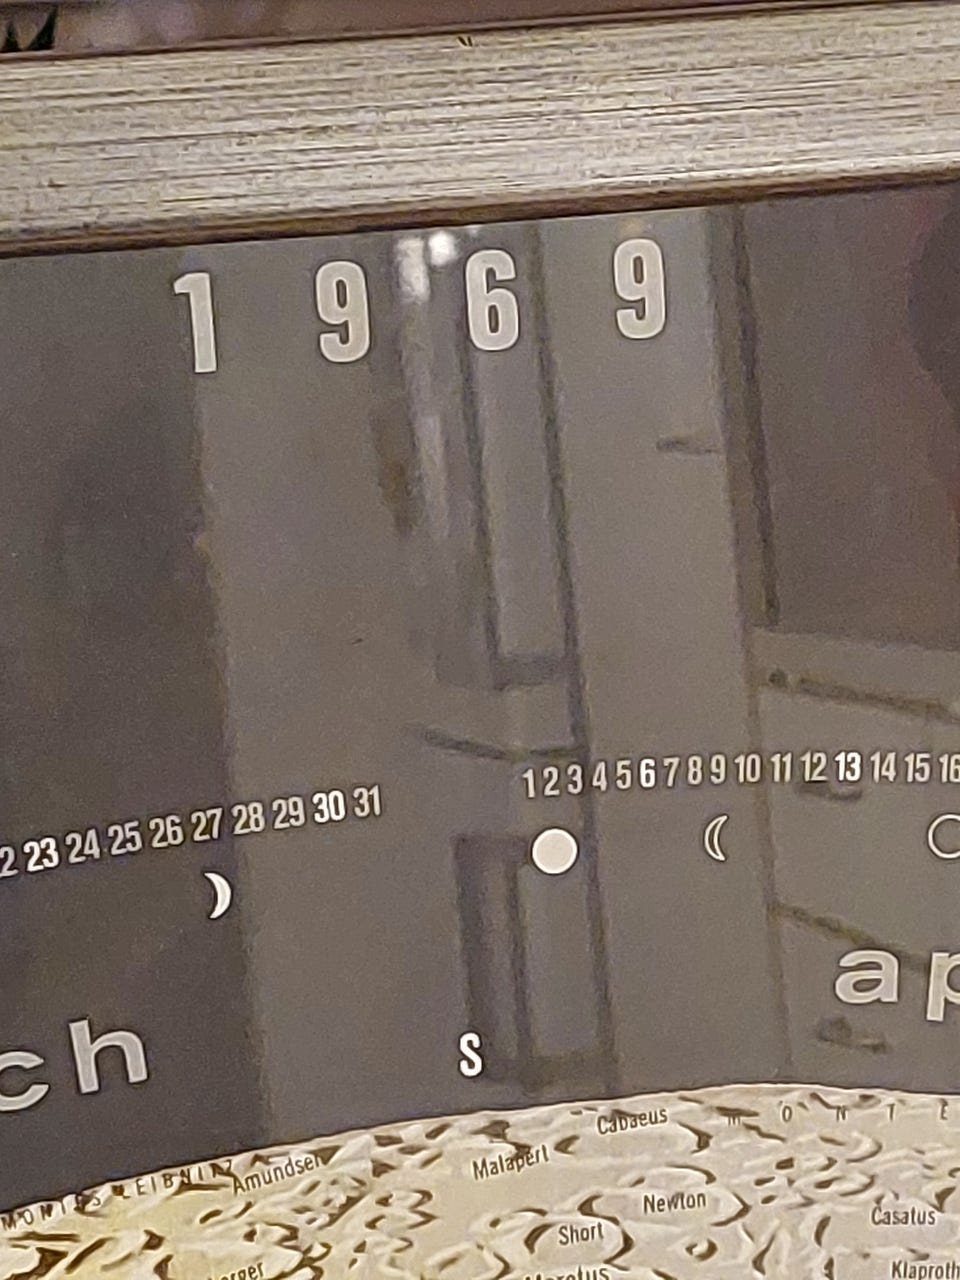 1 9 6 9
23 24 25 26 27 28 29 30 31
1 2 3 4 5 6 7 8 9 10 11 12 13 14 15 16
ch
ap
S
Cabaeus
M O N T E
Malapert
Amundsen
MONTES LEIBNIZ
Newton
Short
Casatus
Klaproth